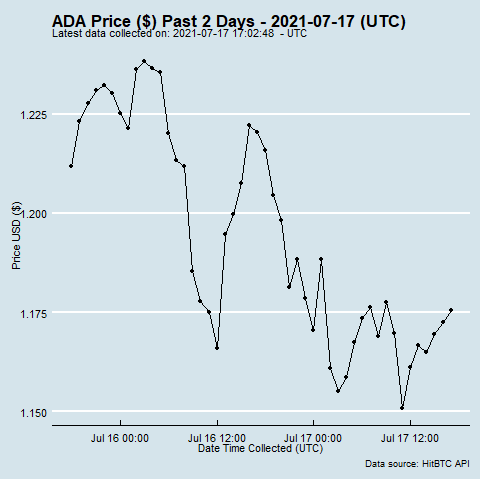 ADA Price ($) Past 2 Days - 2021-07-17 (UTC)
Latest data collected on: 2021-07-17 17:02:48 - UTC
1.225
1.200
1.175
1.150
Price USD ($)
Jul 16 00:00 Jul 16 12:00 Jul 17 00:00 Jul 17 12:00
Date Time Collected (UTC)
Data source: HitBTC API